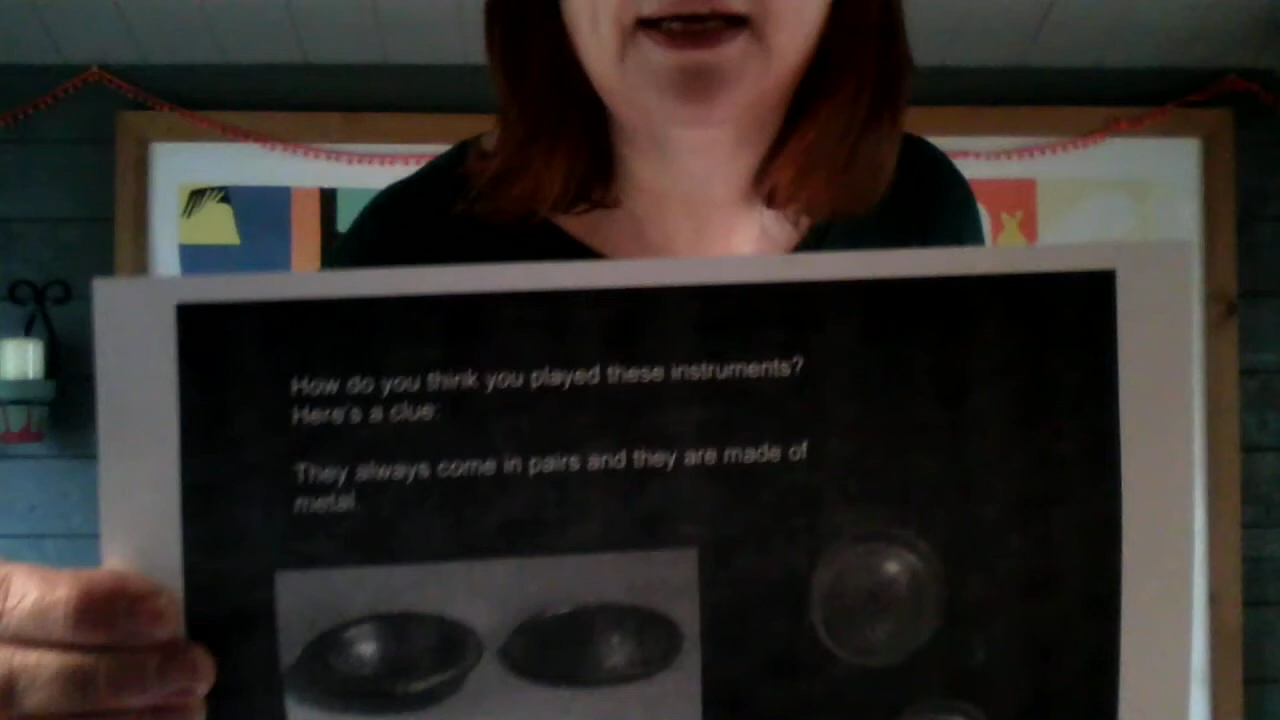 How do you think you played these instruments?
Here's a clue:
They always come in pairs and they are made of
metal.